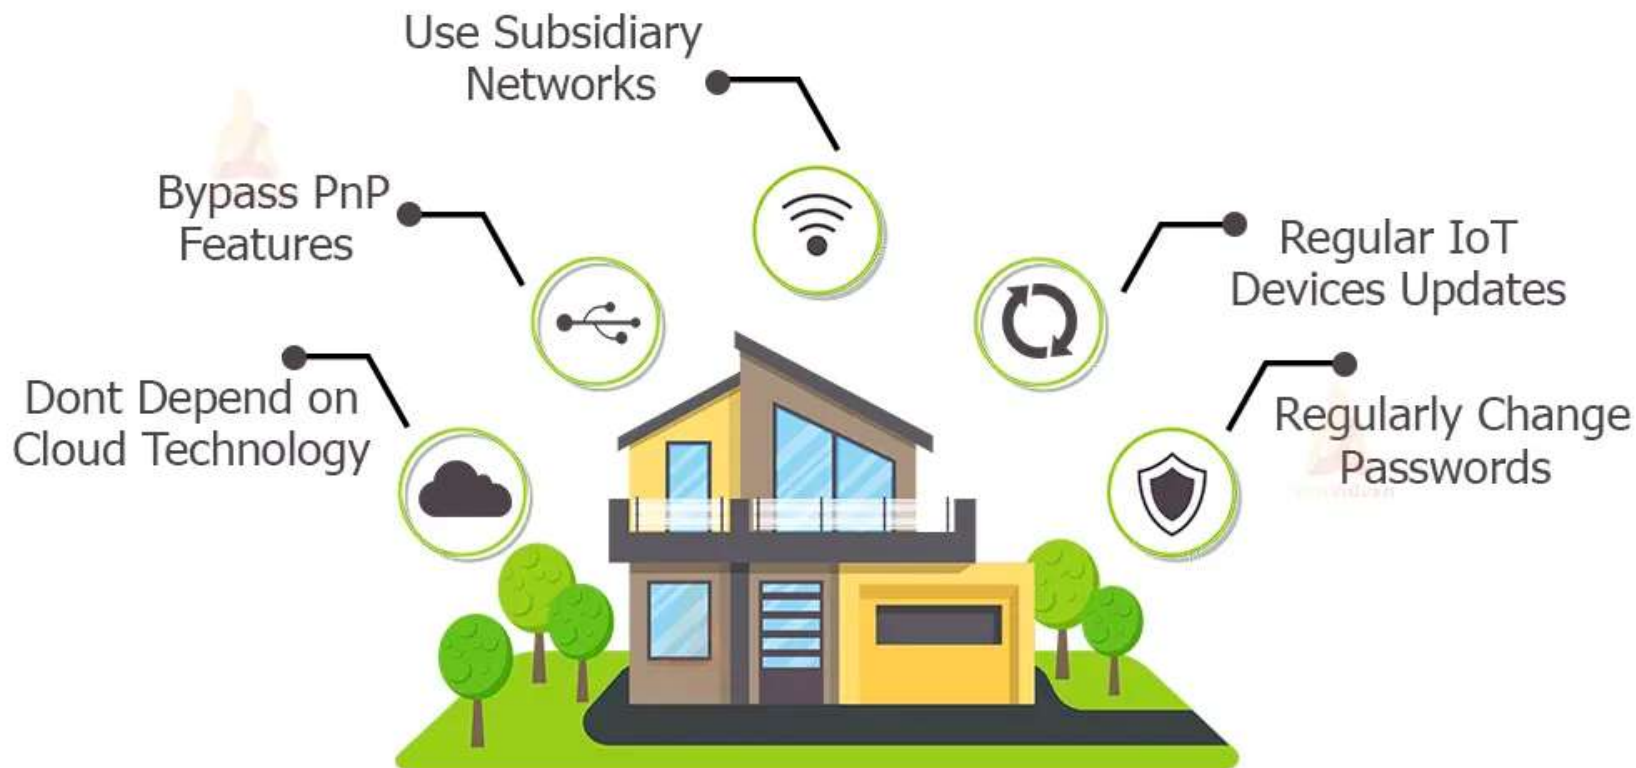 Use Subsidiary
Networks
Bypass PnP
Features
Regular IoT
Devices Updates
Dont Depend on
Cloud Technology
Regularly Change
Passwords